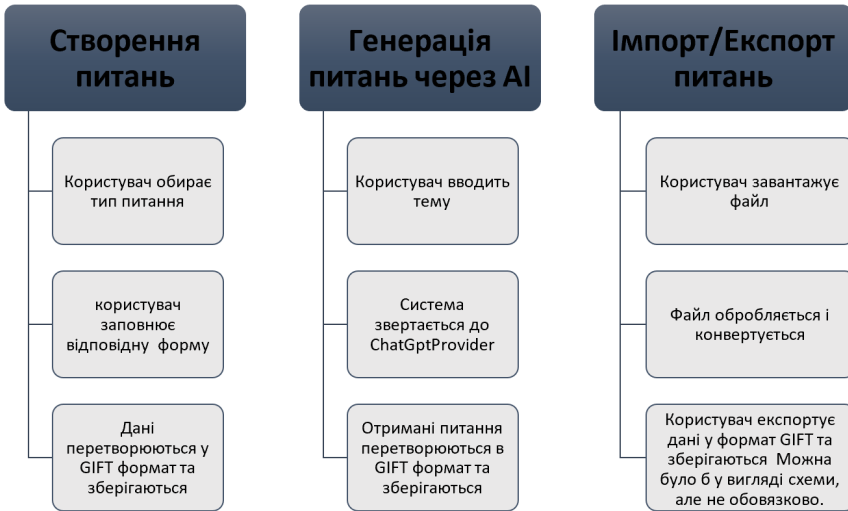 Створення
питань
Користувач обирає
тип питання
користувач
заповнює
відповідну форму
Дані
перетворюються у
GIFT формат та
зберігаються
Генерація
питань через AI
Користувач вводить
тему
Система
звертається до
ChatGptProvider
Отримані питання
перетворюються в
GIFT формат та
зберігаються
Імпорт/Експорт
питань
Користувач завантажує
файл
Файл обробляється і
конвертується
Користувач експортує
дані у формат GIFT та
зберігаються Можна
було б у вигляді схеми,
але не обовязково.